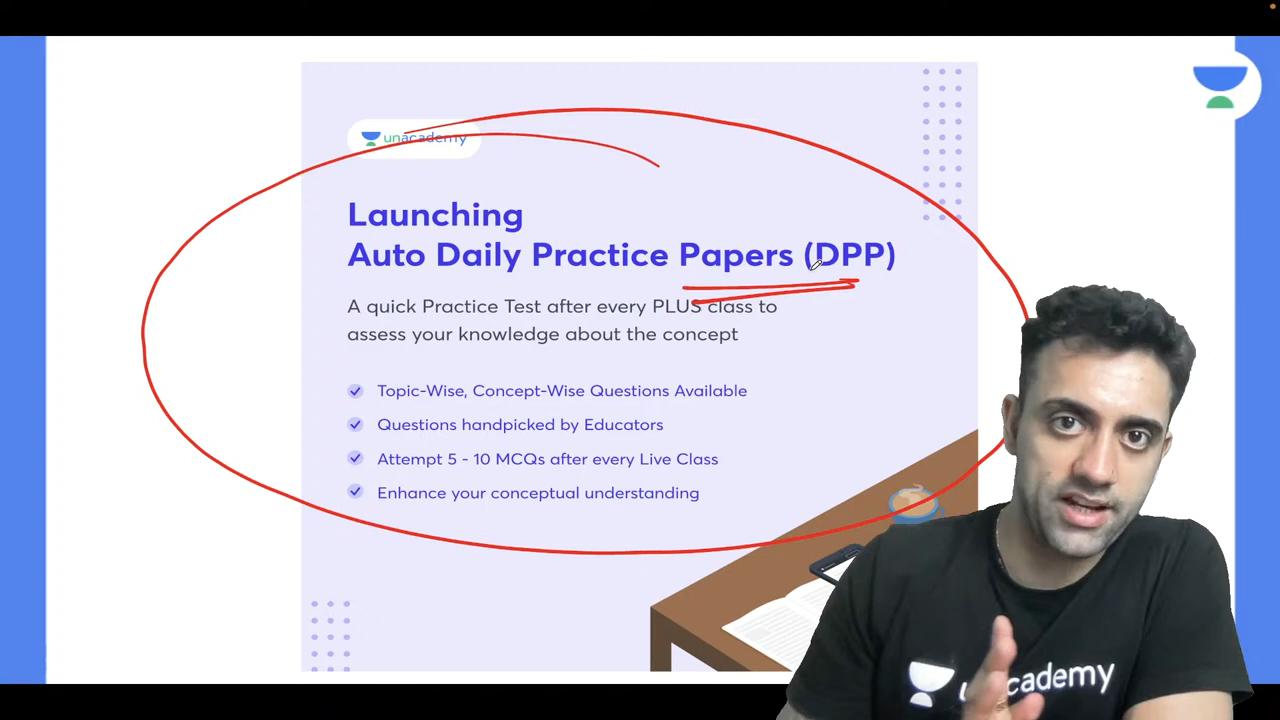 unacademy
Launching
Auto Daily Practice Papers (DPP)
A quick Practice Test after every PLUS class to
assess your knowledge about the concept
Topic-Wise, Concept-Wise Questions Available
Questions handpicked by Educators
Attempt 5 - 10 MCQs after every Live Class
Enhance your conceptual understanding
unacademy